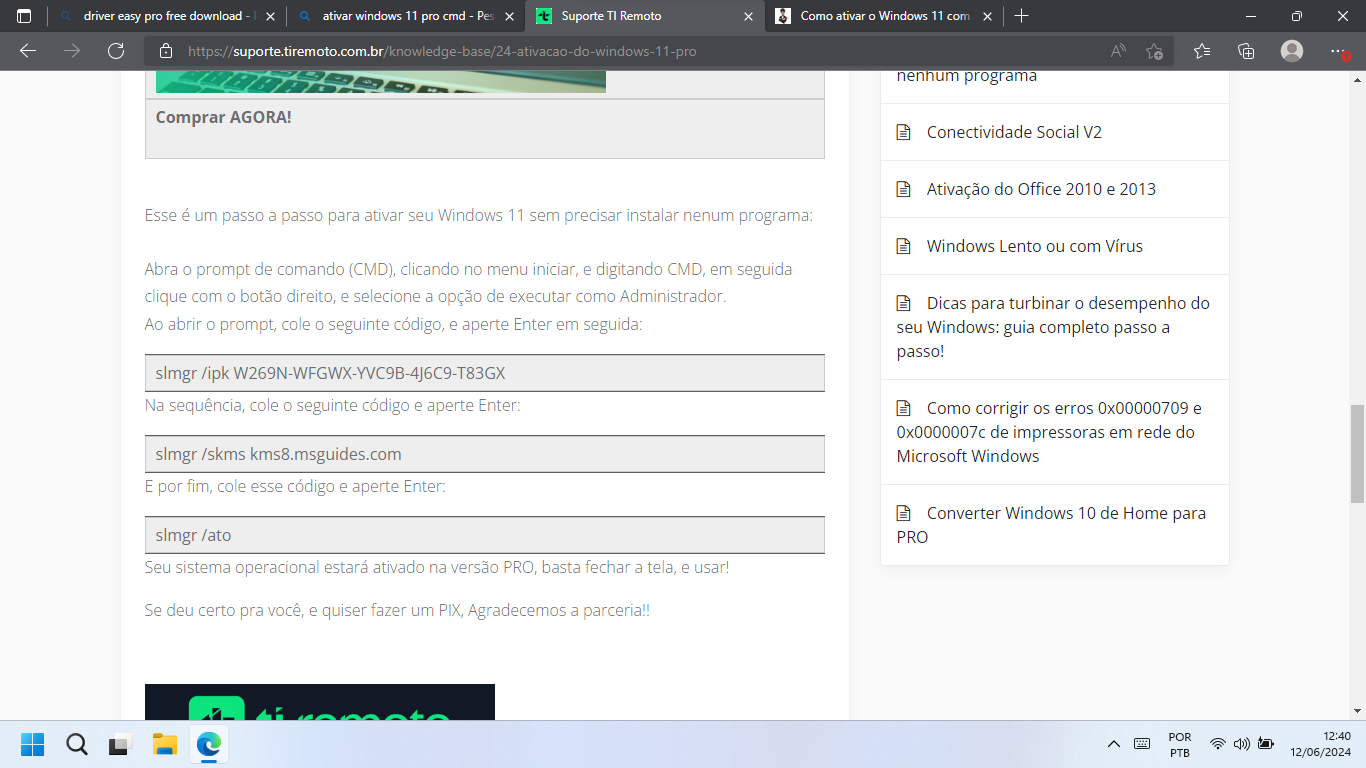 driver easy pro free download - P
ativar windows 11 pro cmd - Pes
Suporte TI Remoto
Como ativar o Windows 11 com
https://suporte.tiremoto.com.br/knowledge-base/24-ativacao-do-windows-11-pro
Comprar AGORA!
Esse é um passo a passo para ativar seu Windows 11 sem precisar instalar nenum programa:
Abra o prompt de comando (CMD), clicando no menu iniciar, e digitando CMD, em seguida
clique com o botão direito, e selecione a opção de executar como Administrador.
Ao abrir o prompt, cole o seguinte código, e aperte Enter em seguida:
slmgr /ipk W269N-WFGWX-YVC9B-4J6C9-T83GX
Na sequência, cole o seguinte código e aperte Enter:
slmgr /skms kms8.msguides.com
E por fim, cole esse código e aperte Enter:
slmgr /ato
Seu sistema operacional estará ativado na versão PRO, basta fechar a tela, e usar!
Se deu certo pra você, e quiser fazer um PIX, Agradecemos a parceria!!
ti remoto
nenhum programa
Conectividade Social V2
Ativação do Office 2010 e 2013
Windows Lento ou com Vírus
Dicas para turbinar o desempenho do
seu Windows: guia completo passo a
passo!
Como corrigir os erros 0x00000709 e
0x0000007c de impressoras em rede do
Microsoft Windows
Converter Windows 10 de Home para
PRO
POR
PTB
12:40
12/06/2024